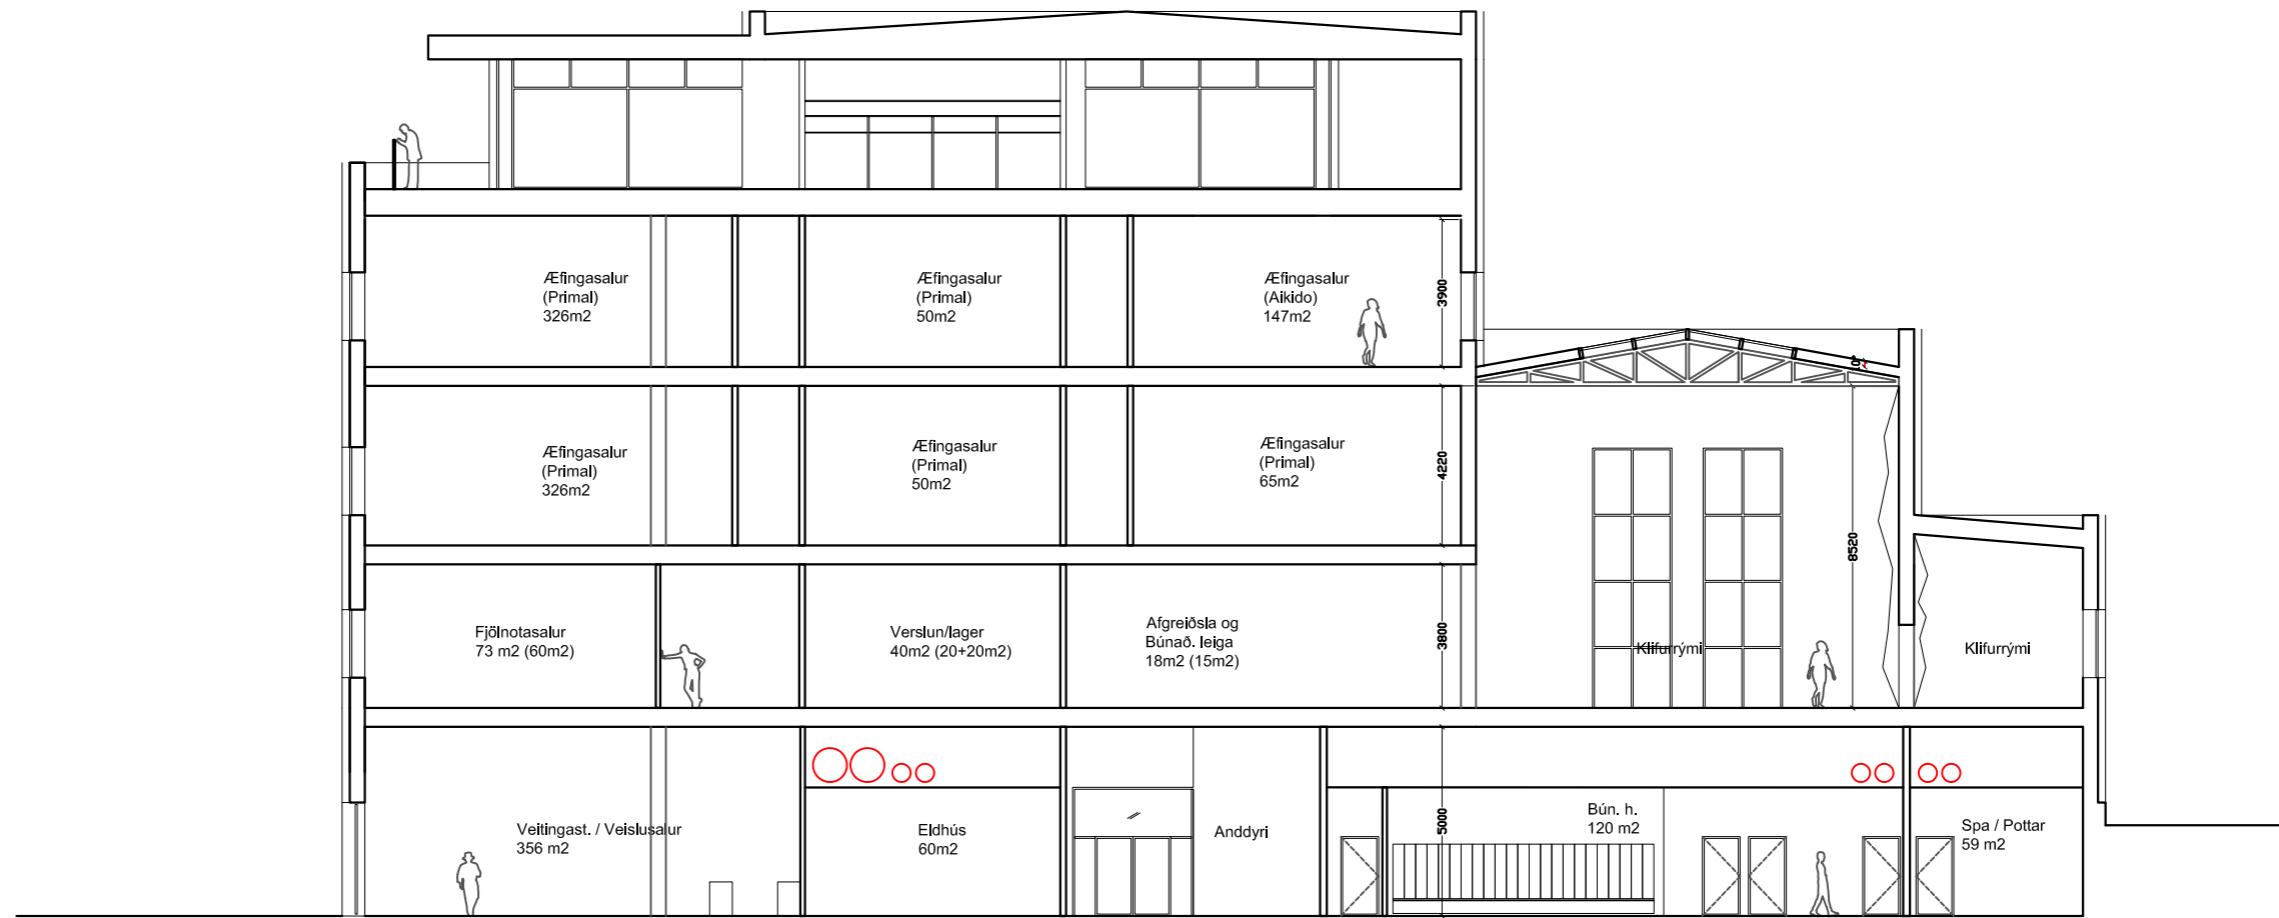 Æfingasalur
(Primal)
326m2
Æfingasalur
(Primal)
50m2
Æfingasalur
(Aikido)
147m2
3900
Æfingasalur
(Primal)
326m2
Æfingasalur
(Primal)
50m2
Æfingasalur
(Primal)
65m2
4220
8520
Fjölnotasalur
73 m2 (60m2)
Verslun/lager
40m2 (20+20m2)
Afgreiðsla og
Búnað. leiga
18m2 (15m2)
3800
Klifurrými
Klifurrými
Veitingast. / Veislusalur
356 m2
Eldhús
60m2
Anddyri
5000
Bún. h.
120 m2
Spa / Pottar
59 m2